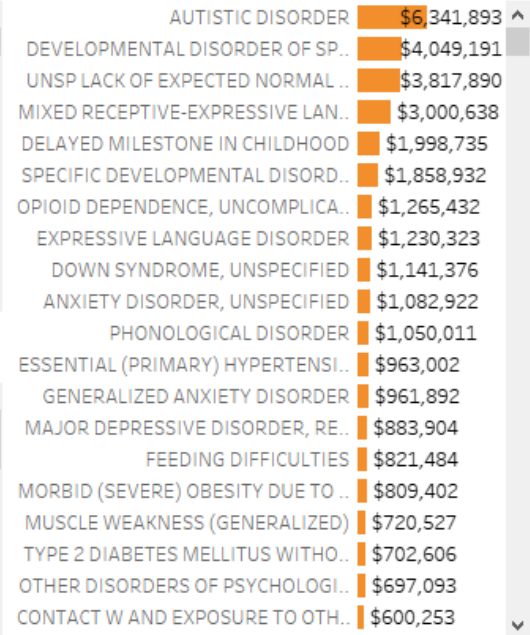 AUTISTIC DISORDER $6,341,893
DEVELOPMENTAL DISORDER OF SP.. $4,049,191
UNSP LACK OF EXPECTED NORMAL .. $3,817,890
MIXED RECEPTIVE-EXPRESSIVE LAN.. $3,000,638
DELAYED MILESTONE IN CHILDHOOD $1,998,735
SPECIFIC DEVELOPMENTAL DISORD.. $1,858,932
OPIOID DEPENDENCE, UNCOMPLICA.. $1,265,432
EXPRESSIVE LANGUAGE DISORDER $1,230,323
DOWN SYNDROME, UNSPECIFIED $1,141,376
ANXIETY DISORDER, UNSPECIFIED $1,082,922
PHONOLOGICAL DISORDER $1,050,011
ESSENTIAL (PRIMARY) HYPERTENSI.. $963,002
GENERALIZED ANXIETY DISORDER $961,892
MAJOR DEPRESSIVE DISORDER, RE.. $883,904
FEEDING DIFFICULTIES $821,484
MORBID (SEVERE) OBESITY DUE TO .. $809,402
MUSCLE WEAKNESS (GENERALIZED) $720,527
TYPE 2 DIABETES MELLITUS WITHO.. $702,606
OTHER DISORDERS OF PSYCHOLOGI.. $697,093
CONTACT W AND EXPOSURE TO OTH.. $600,253